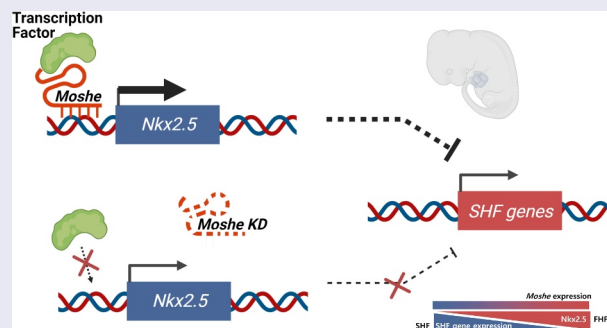 Transcription
Factor
Moshe
Nkx2.5
SHF genes
Moshe KD
Nkx2.5
Moshe expression
Nkx2.5
FHF
SHF
SHF gene expression